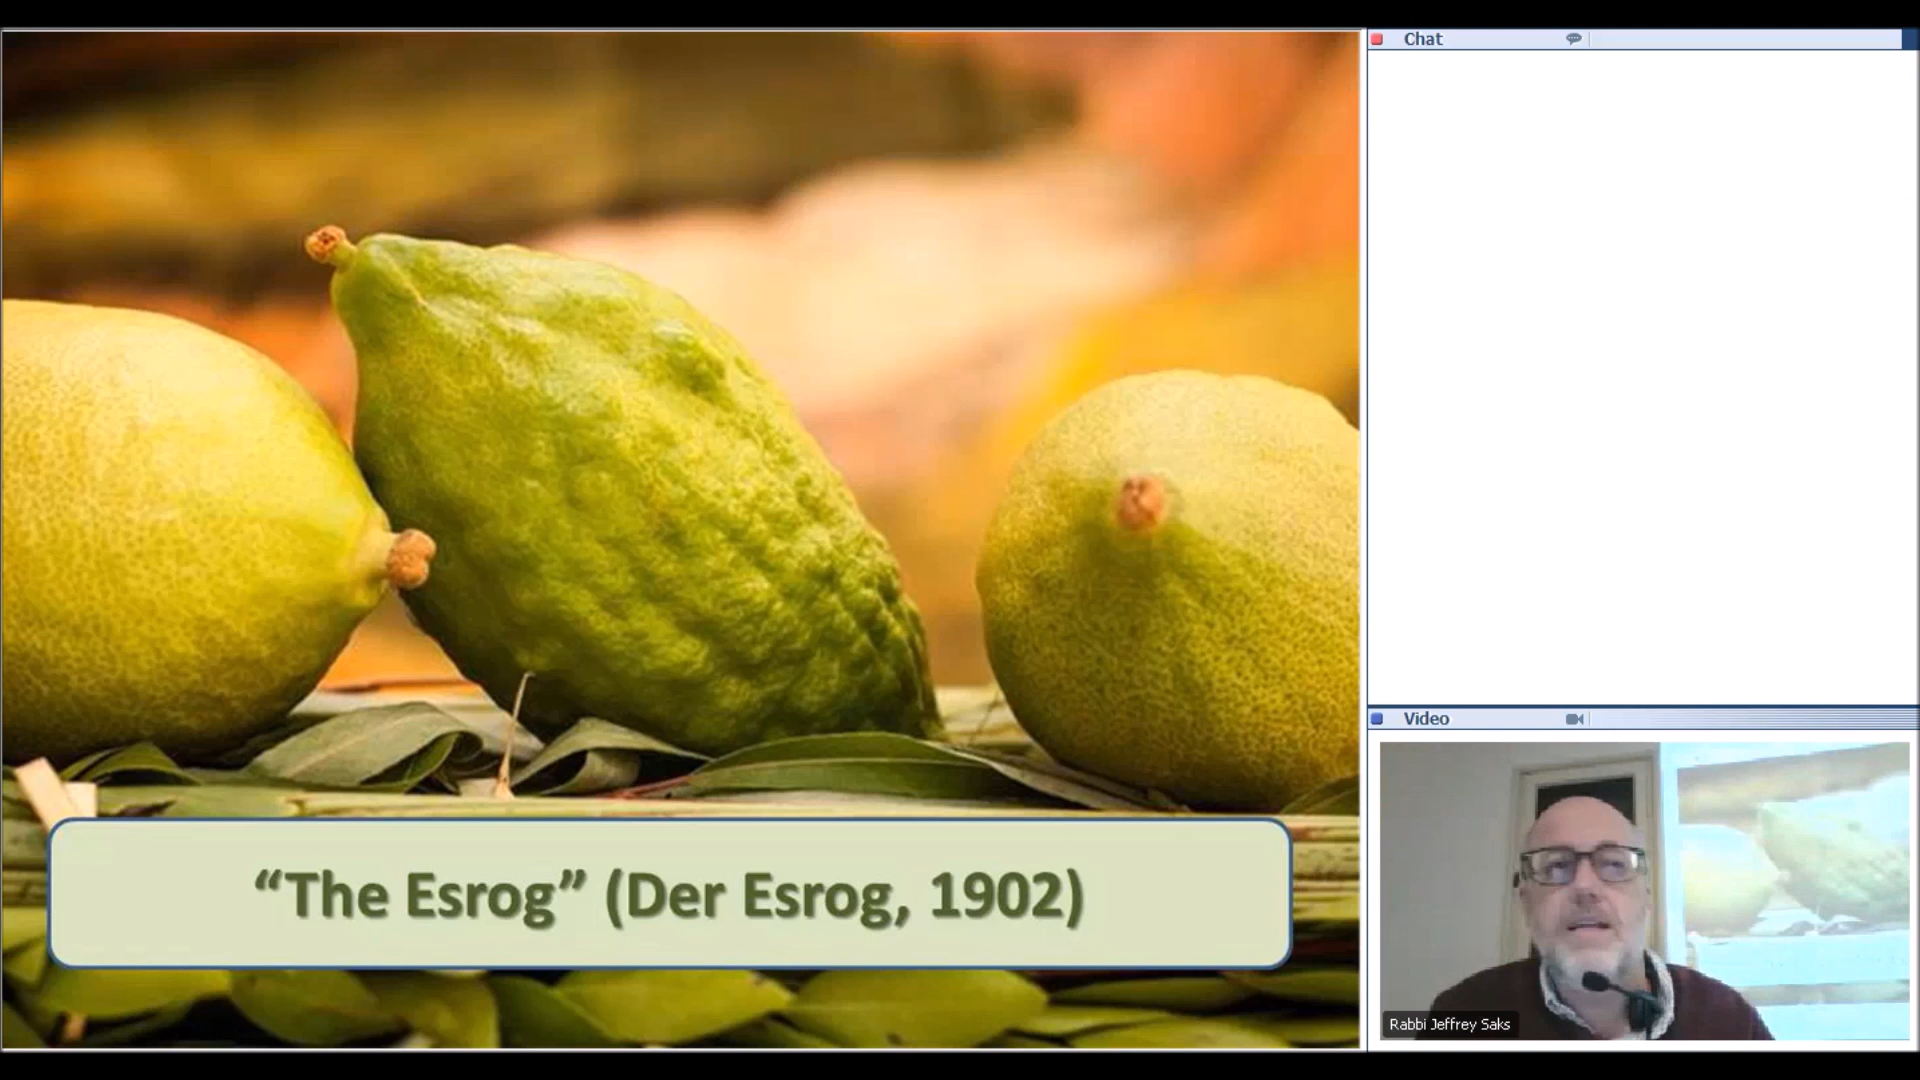 Chat
“The Esrog” (Der Esrog, 1902)
Video
Rabbi Jeffrey Saks